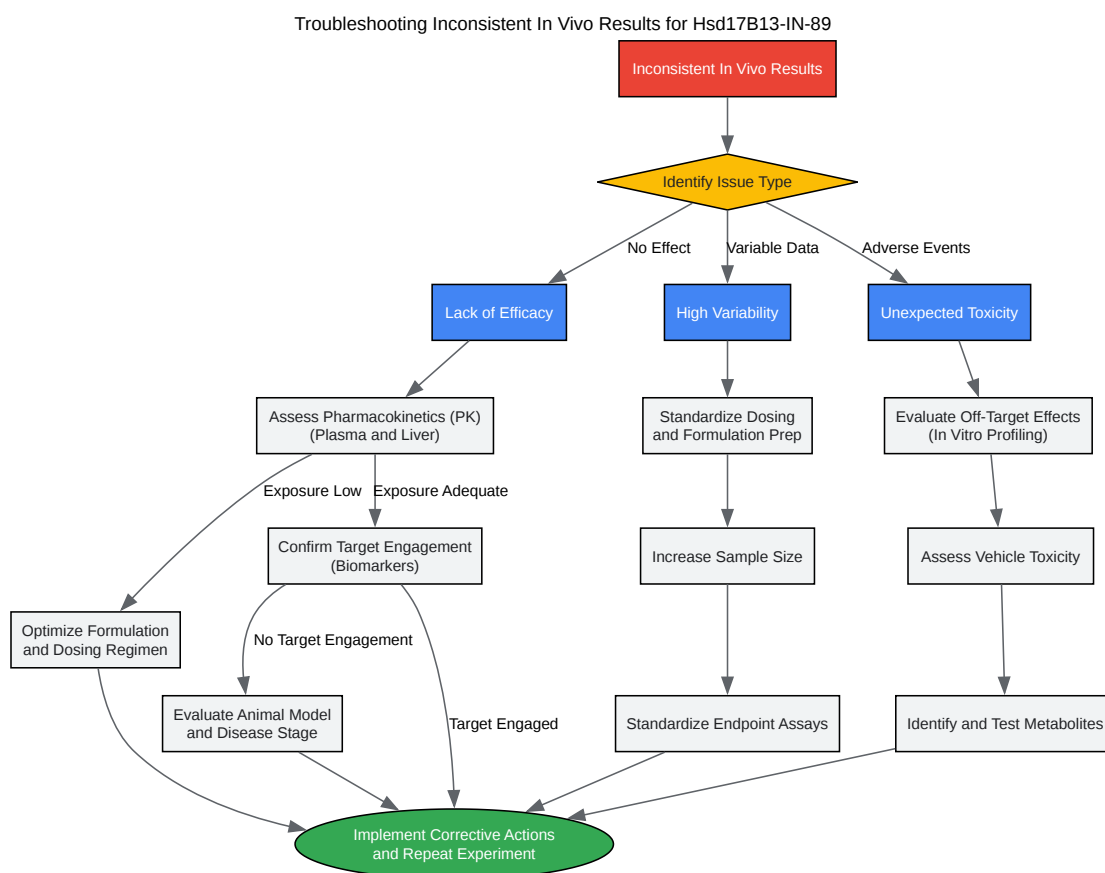 Troubleshooting Inconsistent In Vivo Results for Hsd17B13-IN-89
Inconsistent In Vivo Results
Identify Issue Type
No Effect
Variable Data
Adverse Events
Lack of Efficacy
High Variability
Unexpected Toxicity
Assess Pharmacokinetics (PK)
(Plasma and Liver)
Standardize Dosing
and Formulation Prep
Evaluate Off-Target Effects
(In Vitro Profiling)
Exposure Low
Exposure Adequate
Confirm Target Engagement
(Biomarkers)
Increase Sample Size
Assess Vehicle Toxicity
Optimize Formulation
and Dosing Regimen
No Target Engagement
Evaluate Animal Model
and Disease Stage
Target Engaged
Standardize Endpoint Assays
Identify and Test Metabolites
Implement Corrective Actions
and Repeat Experiment